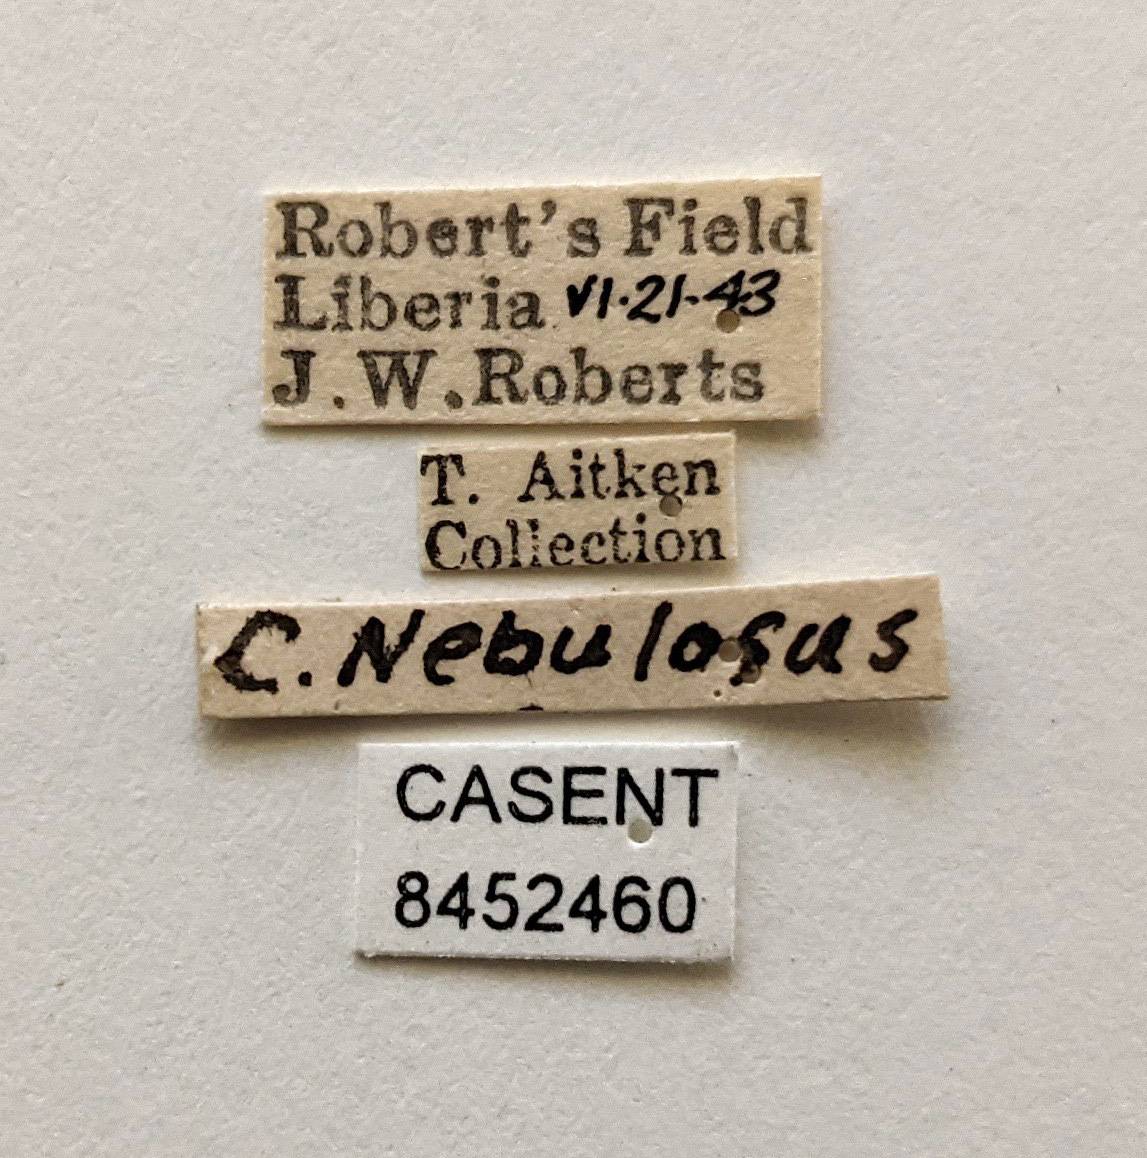 Robert's Field
Liberia VI·21·43
J.W.Roberts
T. Aitken
Collection
C. Nebulosus
CASENT
8452460